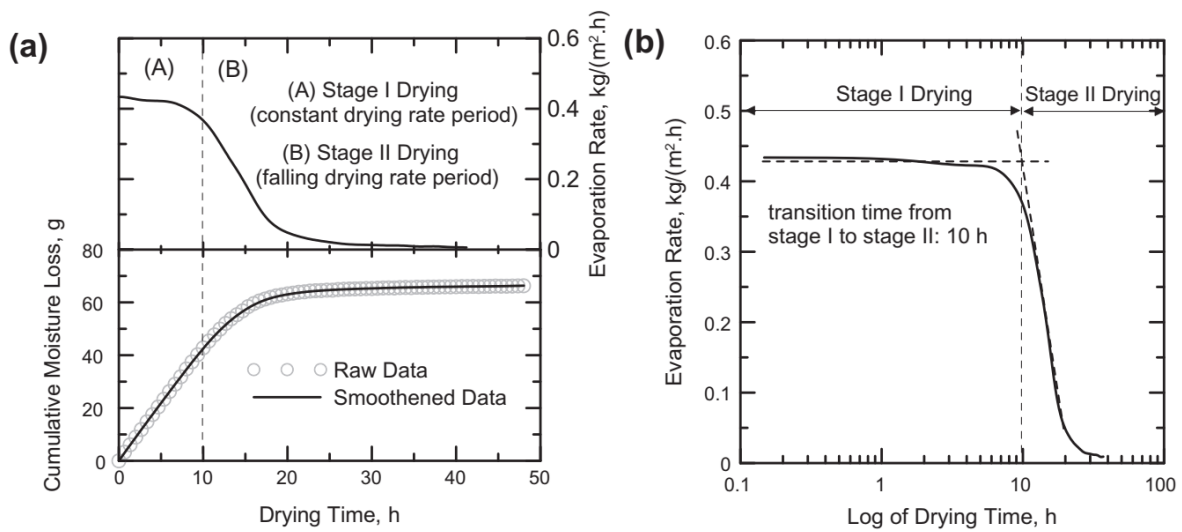 (a)
(A)
(B)
(A) Stage I Drying
(constant drying rate period)
(B) Stage II Drying
(falling drying rate period)
0.6
0.4
0.2
0
Evaporation Rate, kg/(m².h)
80
60
40
20
0
Cumulative Moisture Loss, g
Raw Data
Smoothened Data
0 10 20 30 40 50
Drying Time, h
(b)
0.6
0.5
0.4
0.3
0.2
0.1
0
Evaporation Rate, kg/(m².h)
Stage I Drying
Stage II Drying
transition time from
stage I to stage II: 10 h
0.1 1 10 100
Log of Drying Time, h